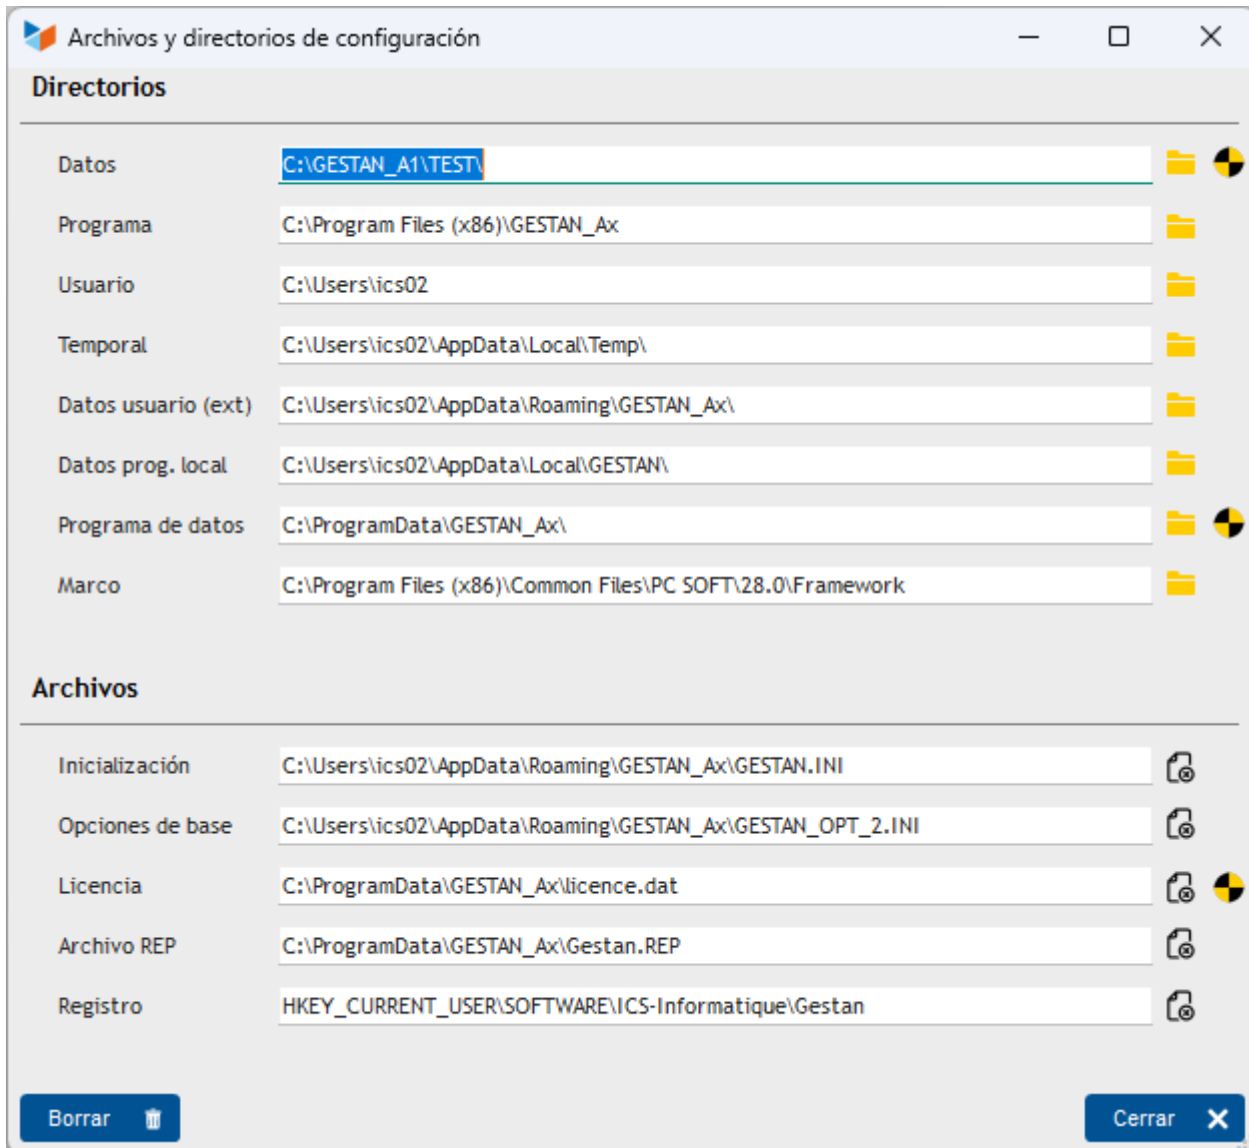 Archivos y directorios de configuración
Directorios
Datos C:\GESTAN_A1\TEST\
Programa C:\Program Files (x86)\GESTAN_Ax
Usuario C:\Users\ics02
Temporal C:\Users\ics02\AppData\Local\Temp\
Datos usuario (ext) C:\Users\ics02\AppData\Roaming\GESTAN_Ax\
Datos prog. local C:\Users\ics02\AppData\Local\GESTAN\
Programa de datos C:\ProgramData\GESTAN_Ax\
Marco C:\Program Files (x86)\Common Files\PC SOFT\28.0\Framework
Archivos
Inicialización C:\Users\ics02\AppData\Roaming\GESTAN_Ax\GESTAN.INI
Opciones de base C:\Users\ics02\AppData\Roaming\GESTAN_Ax\GESTAN_OPT_2.INI
Licencia C:\ProgramData\GESTAN_Ax\licence.dat
Archivo REP C:\ProgramData\GESTAN_Ax\Gestan.REP
Registro HKEY_CURRENT_USER\SOFTWARE\ICS-Informatique\Gestan
Borrar Cerrar